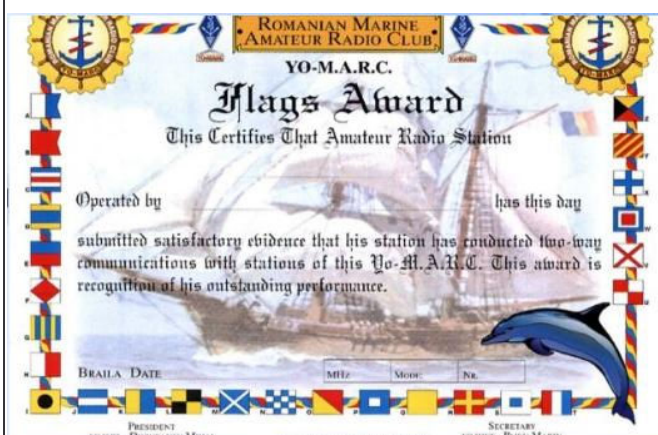 ROMANIAN MARINE
AMATEUR RADIO CLUB
YO-M.A.R.C.
Flags Award
This Certifies That Amateur Radio Station
Operated by has this day
submitted satisfactory evidence that his station has conducted two-way
communications with stations of this Yo-M.A.R.C. This award is
recognition of his outstanding performance.
BRAILA DATE MHz MODE: NR.
PRESIDENT SECRETARY